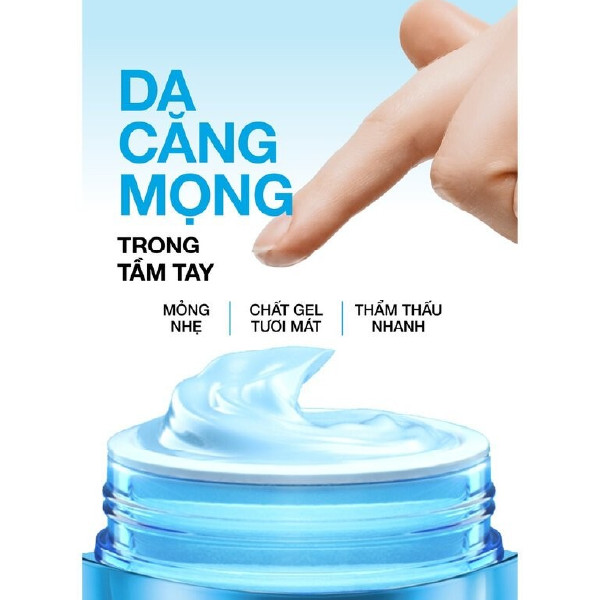 DA
CĂNG
MỌNG
TRONG
TẦM TAY
MỎNG
NHẸ
CHẤT GEL
TƯƠI MÁT
THẨM THẤU
NHANH